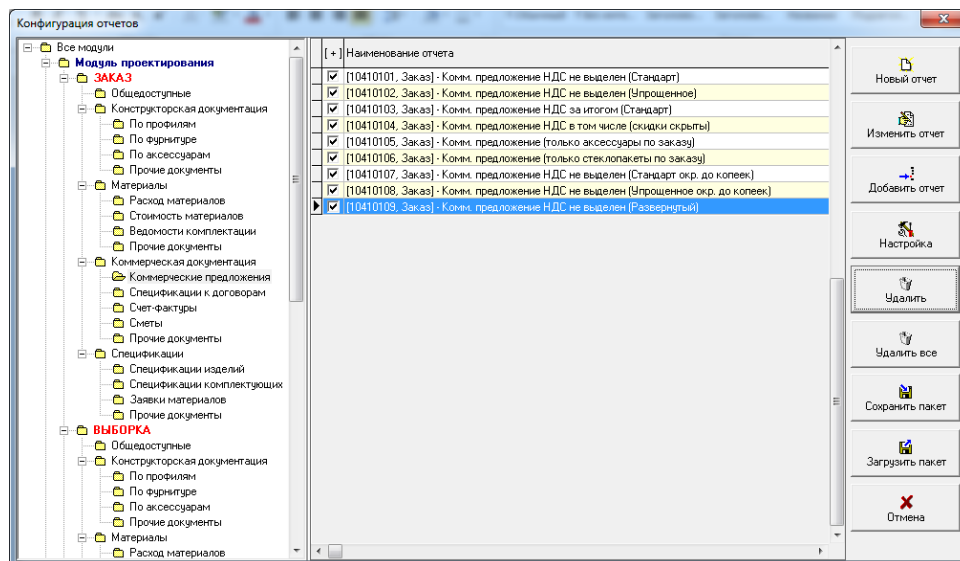 Конфигурация отчетов
Все модули
Модуль проектирования
ЗАКАЗ
Общедоступные
Конструкторская документация
По профилям
По фурнитуре
По аксессуарам
Прочие документы
Материалы
Расход материалов
Стоимость материалов
Ведомости комплектации
Прочие документы
Коммерческая документация
Коммерческие предложения
Спецификации к договорам
Счет-фактуры
Сметы
Прочие документы
Спецификации
Спецификации изделий
Спецификации комплектующих
Заявки материалов
Прочие документы
ВЫБОРКА
Общедоступные
Конструкторская документация
По профилям
По фурнитуре
По аксессуарам
Прочие документы
Материалы
Расход материалов
[ + ] Наименование отчета
[10410101, Заказ] - Комм. предложение НДС не выделен (Стандарт)
[10410102, Заказ] - Комм. предложение НДС не выделен (Упрощенное)
[10410103, Заказ] - Комм. предложение НДС за итогом (Стандарт)
[10410104, Заказ] - Комм. предложение НДС в том числе (скидки скрыты)
[10410105, Заказ] - Комм. предложение (только аксессуары по заказу)
[10410106, Заказ] - Комм. предложение (только стеклопакеты по заказу)
[10410107, Заказ] - Комм. предложение НДС не выделен (Стандарт окр. до копеек)
[10410108, Заказ] - Комм. предложение НДС не выделен (Упрощенное окр. до копеек)
[10410109, Заказ] - Комм. предложение НДС не выделен (Развернутый)
Новый отчет
Изменить отчет
Добавить отчет
Настройка
Удалить
Удалить все
Сохранить пакет
Загрузить пакет
Отмена